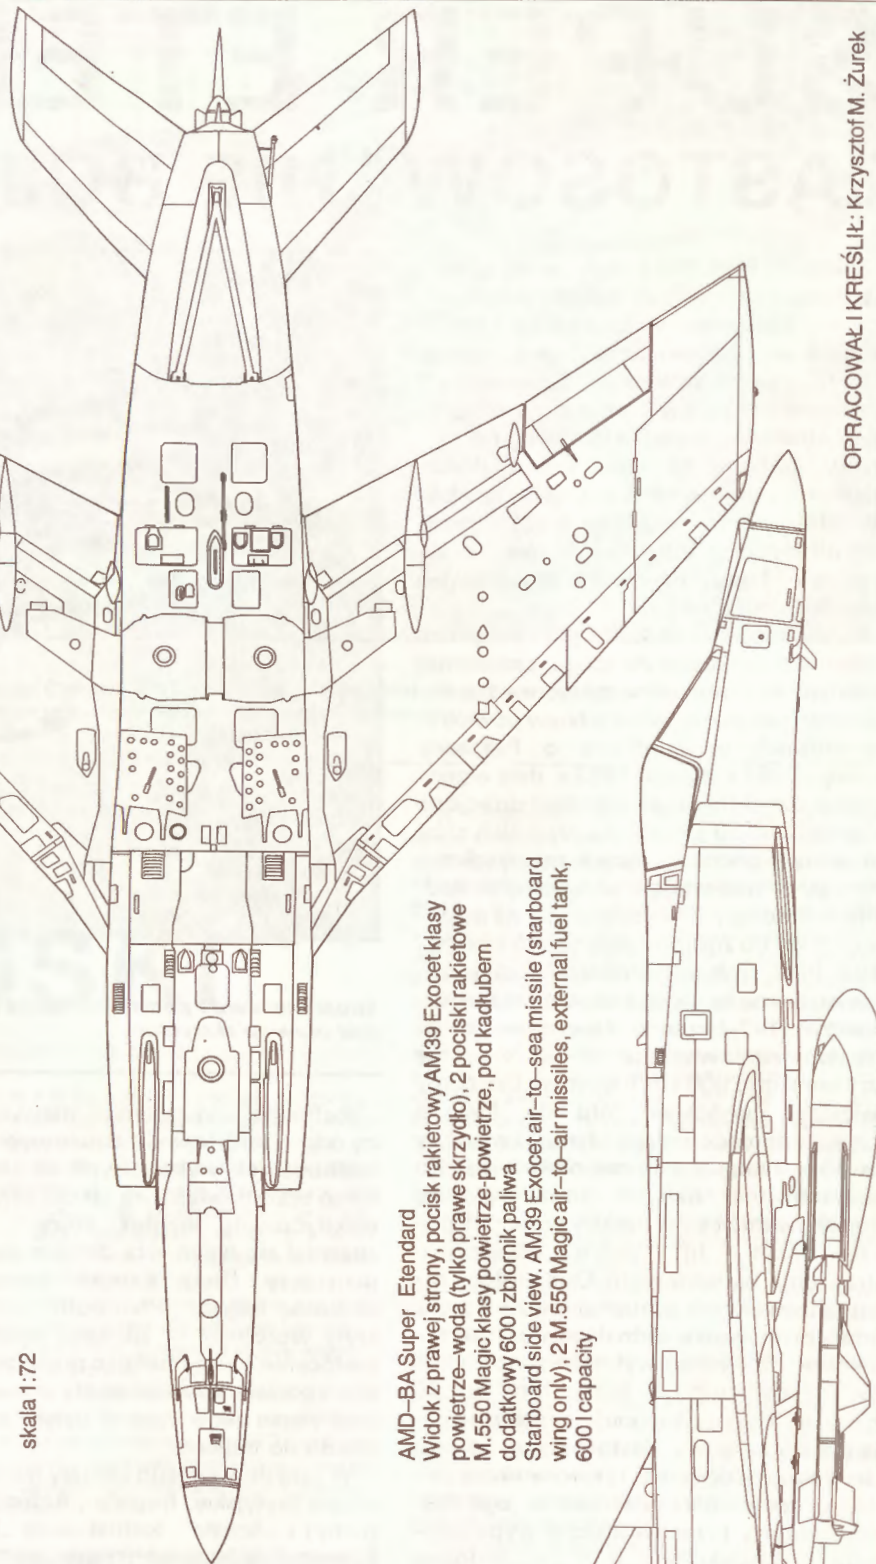 skala 1:72
AMD–BA Super Etendard
Widok z prawej strony, pocisk rakietowy AM39 Exocet klasy
powietrze–woda (tylko prawe skrzydło), 2 pociski rakietowe
M.550 Magic klasy powietrze-powietrze, pod kadłubem
dodatkowy 600 l zbiornik paliwa
Starboard side view. AM39 Exocet air–to–sea missile (starboard
wing only), 2 M.550 Magic air–to–air missiles, external fuel tank,
600 l capacity
OPRACOWAŁ I KREŚLIŁ: Krzysztof M. Żurek